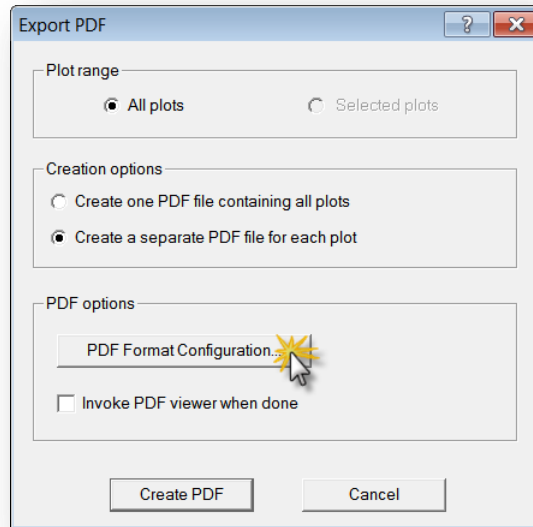 Export PDF
Plot range
All plots
Selected plots
Creation options
Create one PDF file containing all plots
Create a separate PDF file for each plot
PDF options
PDF Format Configuration...
Invoke PDF viewer when done
Create PDF
Cancel